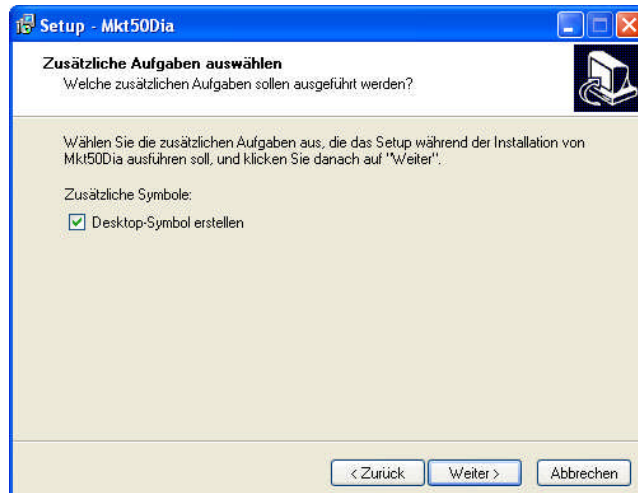 Setup - Mkt50Dia
Zusätzliche Aufgaben auswählen
Welche zusätzlichen Aufgaben sollen ausgeführt werden?
Wählen Sie die zusätzlichen Aufgaben aus, die das Setup während der Installation von
Mkt50Dia ausführen soll, und klicken Sie danach auf "Weiter".
Zusätzliche Symbole:
Desktop-Symbol erstellen
< Zurück   Weiter >   Abbrechen